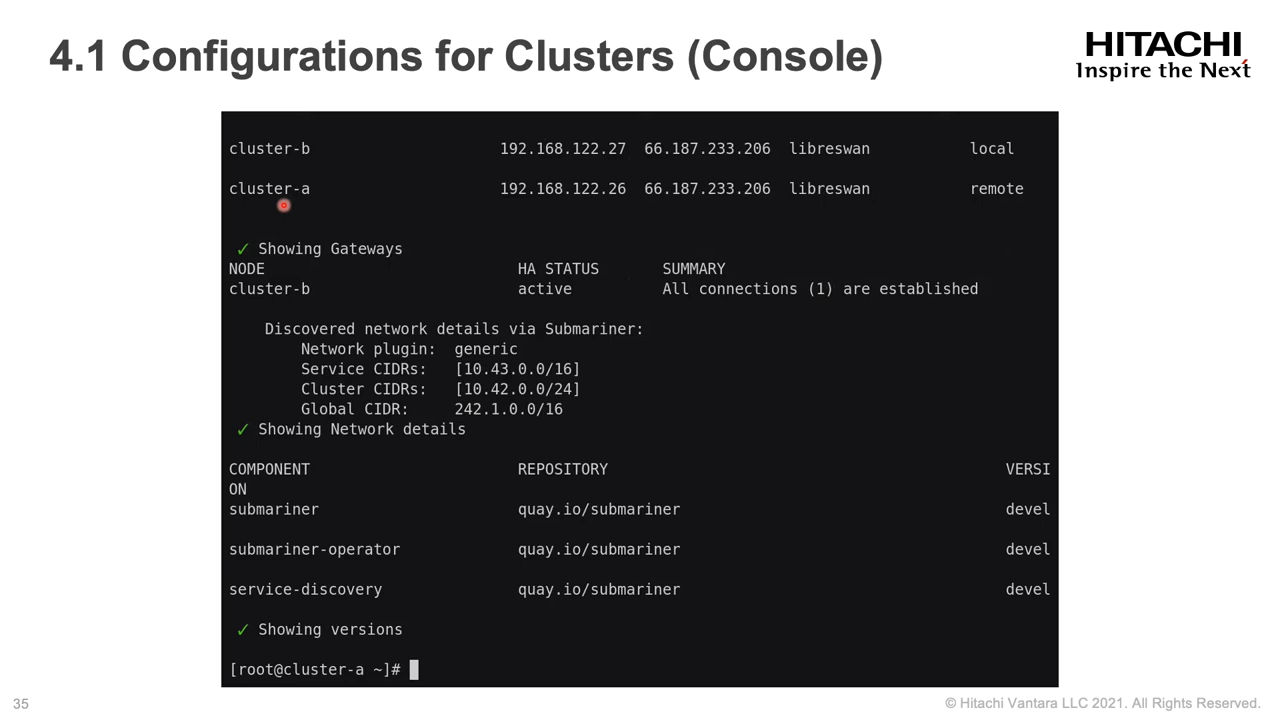 4.1 Configurations for Clusters (Console)
HITACHI
Inspire the Next
cluster-b 192.168.122.27 66.187.233.206 libreswan local
cluster-a 192.168.122.26 66.187.233.206 libreswan remote
✓ Showing Gateways
NODE HA STATUS SUMMARY
cluster-b active All connections (1) are established
Discovered network details via Submariner:
Network plugin: generic
Service CIDRs: [10.43.0.0/16]
Cluster CIDRs: [10.42.0.0/24]
Global CIDR: 242.1.0.0/16
✓ Showing Network details
COMPONENT REPOSITORY VERSI
ON
submariner quay.io/submariner devel
submariner-operator quay.io/submariner devel
service-discovery quay.io/submariner devel
✓ Showing versions
[root@cluster-a ~]#
35
© Hitachi Vantara LLC 2021. All Rights Reserved.